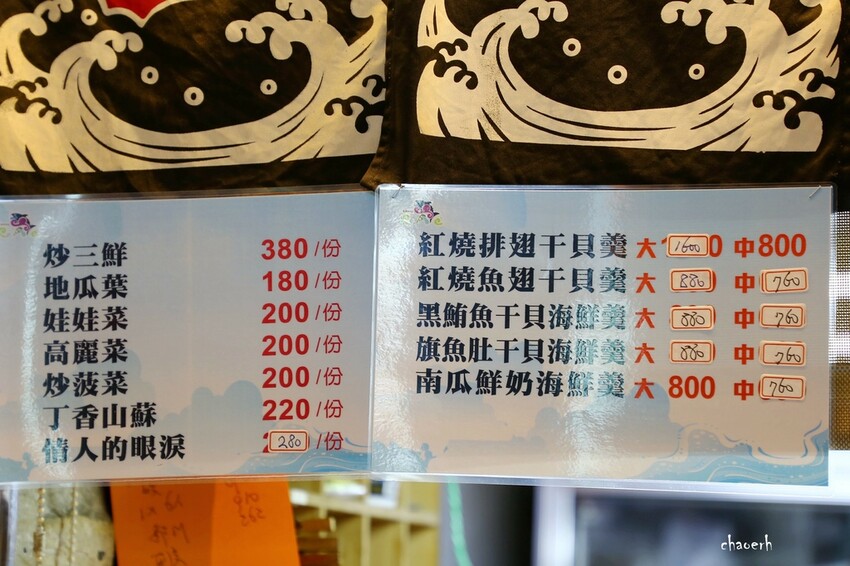 炒三鮮 380/份
地瓜葉 180/份
娃娃菜 200/份
高麗菜 200/份
炒菠菜 200/份
丁香山蘇 220/份
情人的眼淚 280/份
紅燒排翅干貝羹 大 1600 中800
紅燒魚翅干貝羹 大 880 中 760
黑鮪魚干貝海鮮羹 大 880 中 760
旗魚肚干貝海鮮羹 大 880 中 760
南瓜鮮奶海鮮羹 大 800 中 760
chaoerh